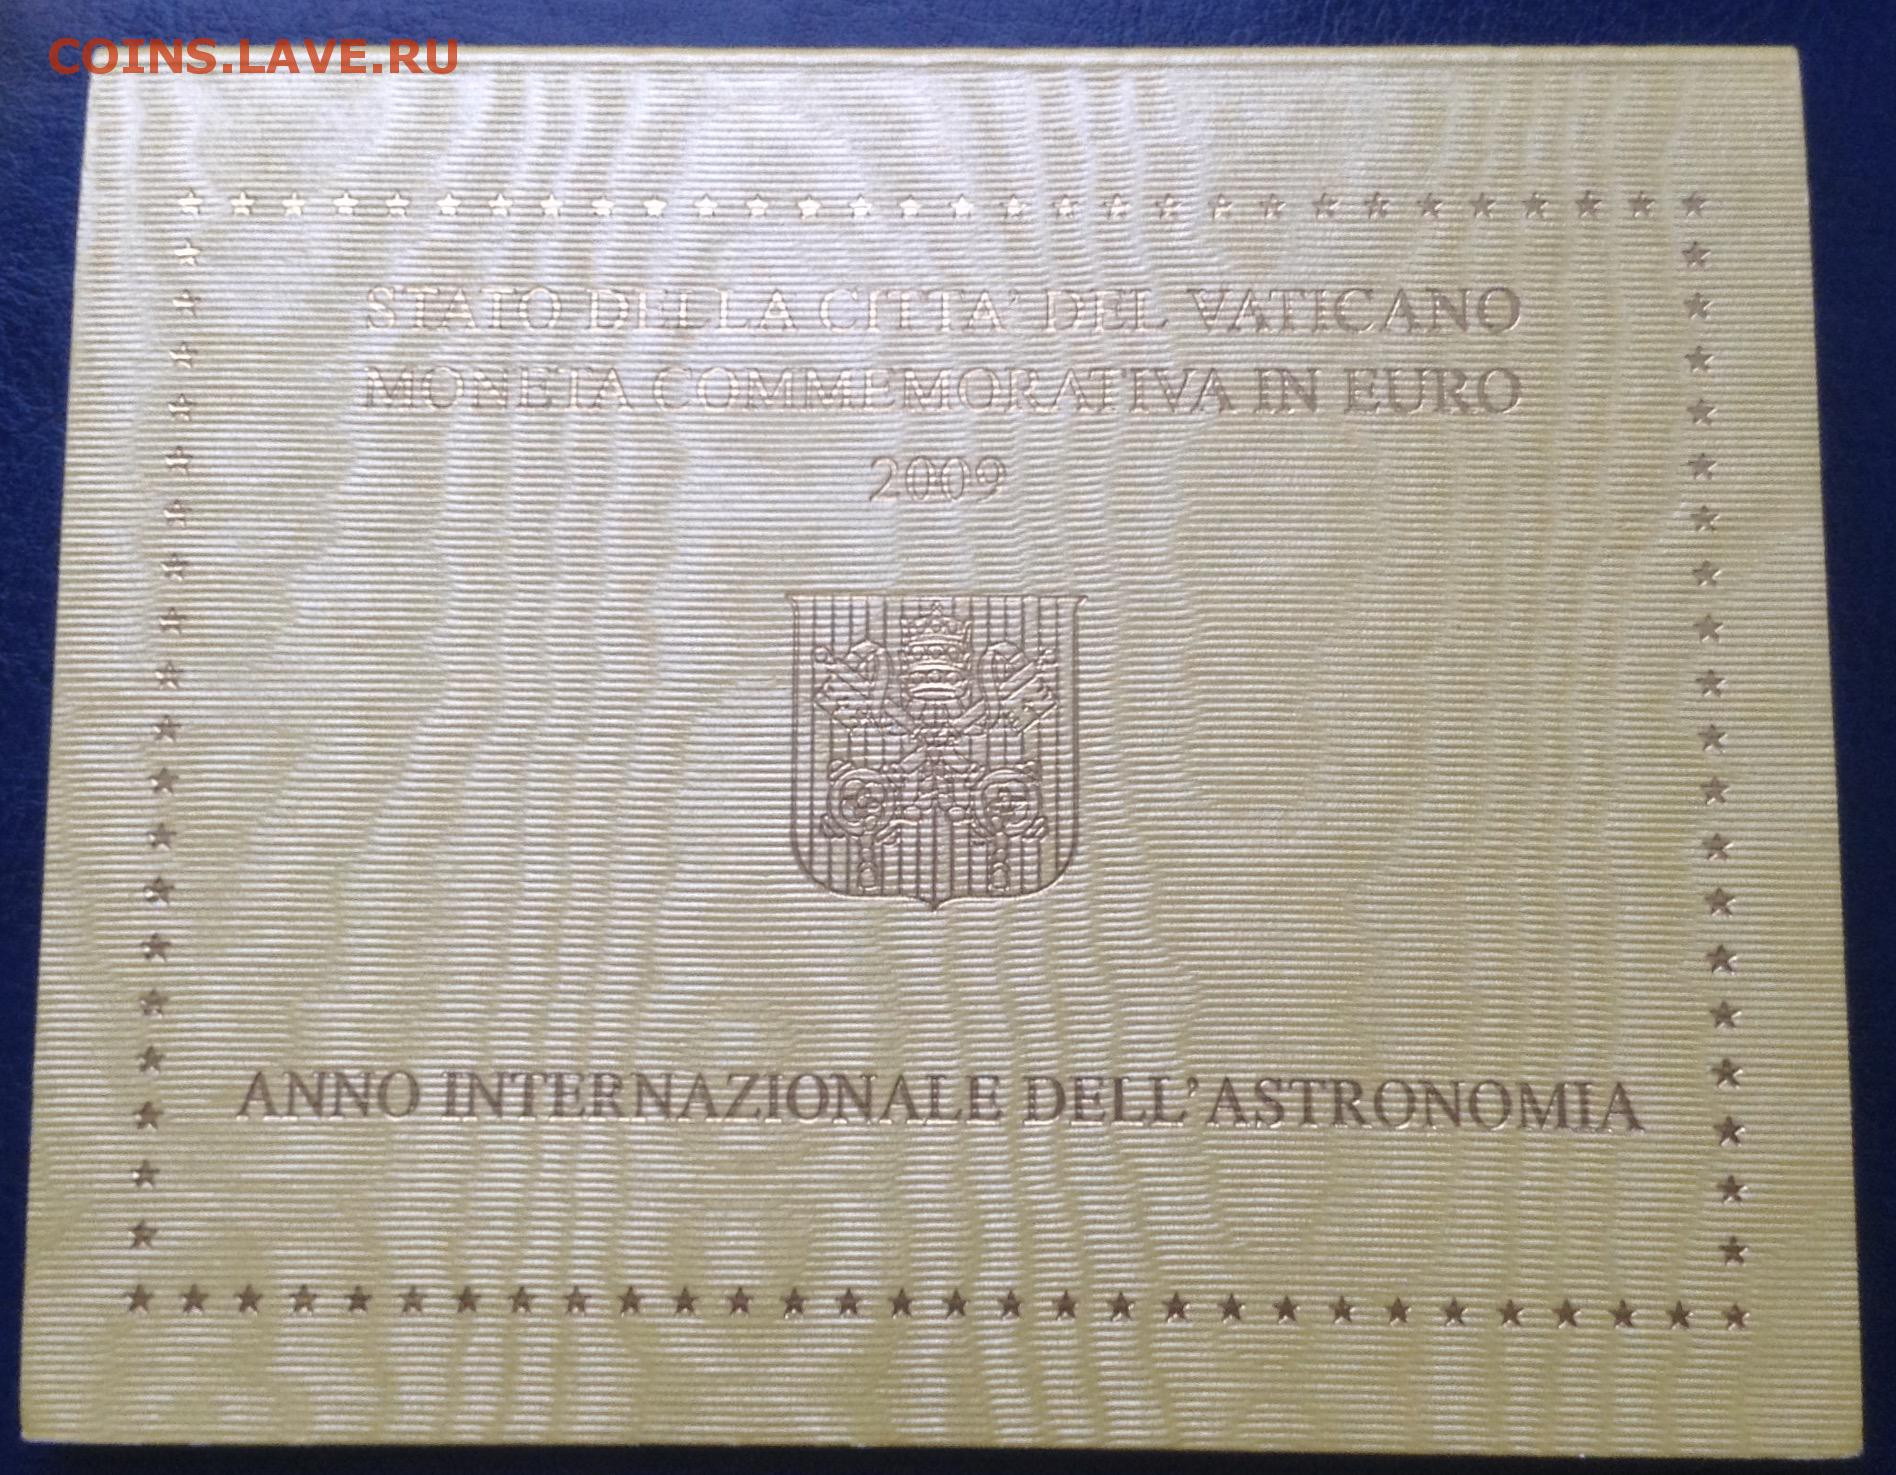 COINS.LAVE.RU
STATO DELLA CITTA' DEL VATICANO
MONETA COMMEMORATIVA IN EURO
2009
ANNO INTERNAZIONALE DELL'ASTRONOMIA